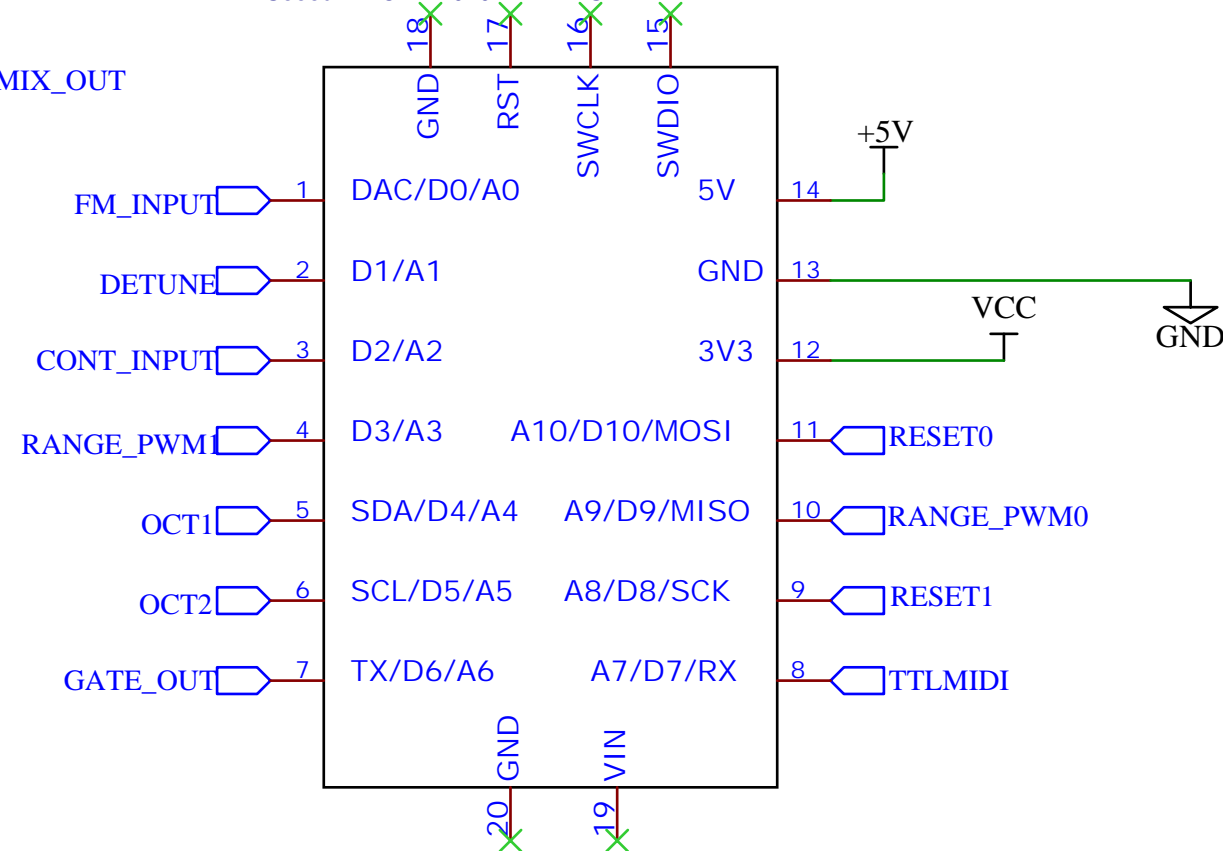 18 17 16 15
MIX_OUT
GND RST SWCLK SWDIO
+5V
FM_INPUT 1 DAC/D0/A0 5V 14
DETUNE 2 D1/A1 GND 13
VCC
GND
CONT_INPUT 3 D2/A2 3V3 12
RANGE_PWM1 4 D3/A3 A10/D10/MOSI 11 RESET0
OCT1 5 SDA/D4/A4 A9/D9/MISO 10 RANGE_PWM0
OCT2 6 SCL/D5/A5 A8/D8/SCK 9 RESET1
GATE_OUT 7 TX/D6/A6 A7/D7/RX 8 TTLMIDI
GND VIN
20 19